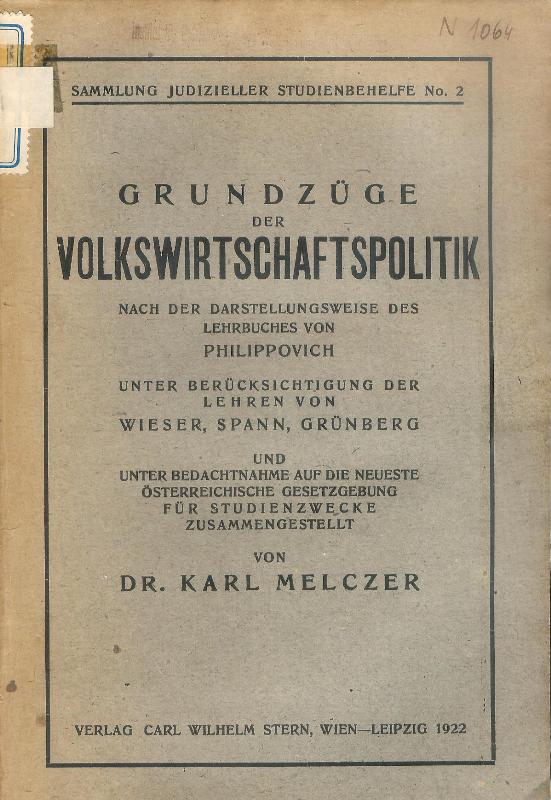 N 1064
SAMMLUNG JUDIZIELLER STUDIENBEHELFE No. 2
GRUNDZÜGE
DER
VOLKSWIRTSCHAFTSPOLITIK
NACH DER DARSTELLUNGSWEISE DES
LEHRBUCHES VON
PHILIPPOVICH
UNTER BERÜCKSICHTIGUNG DER
LEHREN VON
WIESER, SPANN, GRÜNBERG
UND
UNTER BEDACHTNAHME AUF DIE NEUESTE
ÖSTERREICHISCHE GESETZGEBUNG
FÜR STUDIENZWECKE
ZUSAMMENGESTELLT
VON
DR. KARL MELCZER
VERLAG CARL WILHELM STERN, WIEN—LEIPZIG 1922